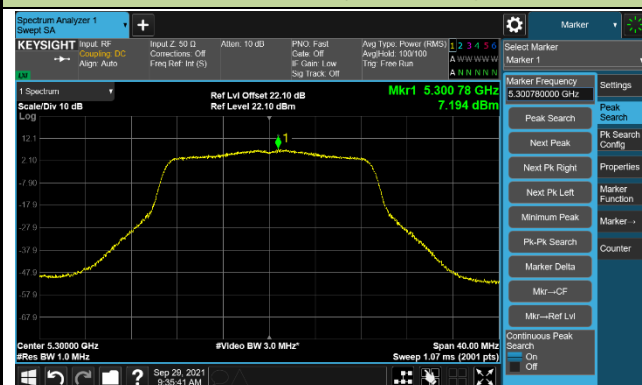 Spectrum Analyzer 1
Swept SA
Marker
KEYSIGHT Input: RF Input Z: 50 Ω Atten: 10 dB PNO: Fast Avg Type: Power (RMS) 1 2 3 4 5 6
Coupling: DC Corrections: Off Gate: Off Avg|Hold: 100/100 A W W W W W
Align: Auto Freq Ref: Int (S) IF Gain: Low Trig: Free Run
Sig Track: Off A N N N N N
LXI
Select Marker
Marker 1
1 Spectrum
Scale/Div 10 dB
Log
Ref Lvl Offset 22.10 dB
Ref Level 22.10 dBm
Mkr1 5.300 78 GHz
7.194 dBm
1
12.1
2.10
-7.90
-17.9
-27.9
-37.9
-47.9
-57.9
-67.9
Center 5.30000 GHz
#Res BW 1.0 MHz
#Video BW 3.0 MHz*
Span 40.00 MHz
Sweep 1.07 ms (2001 pts)
Marker Frequency
5.300780000 GHz
Peak Search
Next Peak
Next Pk Right
Next Pk Left
Minimum Peak
Pk-Pk Search
Marker Delta
Mkr→CF
Mkr→Ref Lvl
Continuous Peak
Search
On
Off
Settings
Peak
Search
Pk Search
Config
Properties
Marker
Function
Marker→
Counter
Sep 29, 2021
9:35:41 AM